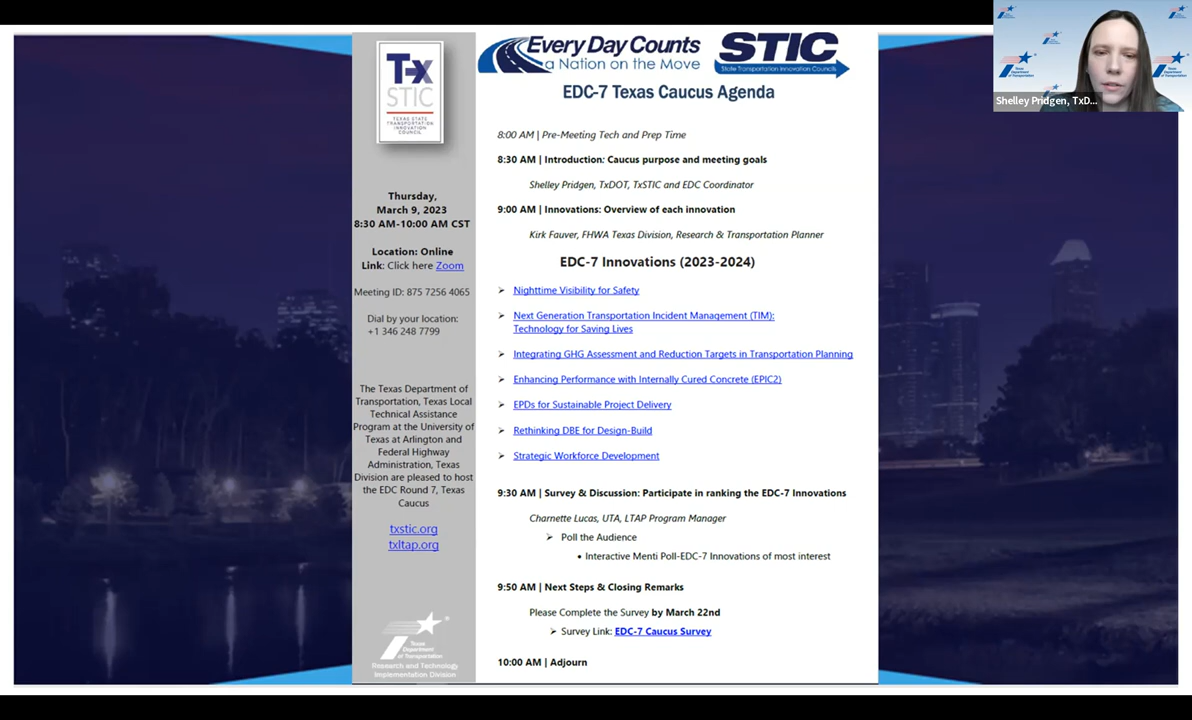 TX
STIC
TEXAS STATE
TRANSPORTATION
INNOVATION
COUNCIL
Thursday,
March 9, 2023
8:30 AM-10:00 AM CST
Location: Online
Link: Click here Zoom
Meeting ID: 875 7256 4065
Dial by your location:
+1 346 248 7799
The Texas Department of
Transportation, Texas Local
Technical Assistance
Program at the University of
Texas at Arlington and
Federal Highway
Administration, Texas
Division are pleased to host
the EDC Round 7, Texas
Caucus
txstic.org
txltap.org
Texas
Department
of Transportation
Research and Technology
Implementation Division
Every Day Counts
a Nation on the Move
STIC
State Transportation Innovation Councils
EDC-7 Texas Caucus Agenda
8:00 AM | Pre-Meeting Tech and Prep Time
8:30 AM | Introduction: Caucus purpose and meeting goals
Shelley Pridgen, TxDOT, TxSTIC and EDC Coordinator
9:00 AM | Innovations: Overview of each innovation
Kirk Fauver, FHWA Texas Division, Research & Transportation Planner
EDC-7 Innovations (2023-2024)
➢ Nighttime Visibility for Safety
➢ Next Generation Transportation Incident Management (TIM):
Technology for Saving Lives
➢ Integrating GHG Assessment and Reduction Targets in Transportation Planning
➢ Enhancing Performance with Internally Cured Concrete (EPIC2)
➢ EPDs for Sustainable Project Delivery
➢ Rethinking DBE for Design-Build
➢ Strategic Workforce Development
9:30 AM | Survey & Discussion: Participate in ranking the EDC-7 Innovations
Charnette Lucas, UTA, LTAP Program Manager
➢ Poll the Audience
• Interactive Menti Poll-EDC-7 Innovations of most interest
9:50 AM | Next Steps & Closing Remarks
Please Complete the Survey by March 22nd
➢ Survey Link: EDC-7 Caucus Survey
10:00 AM | Adjourn
Shelley Pridgen, TxD...